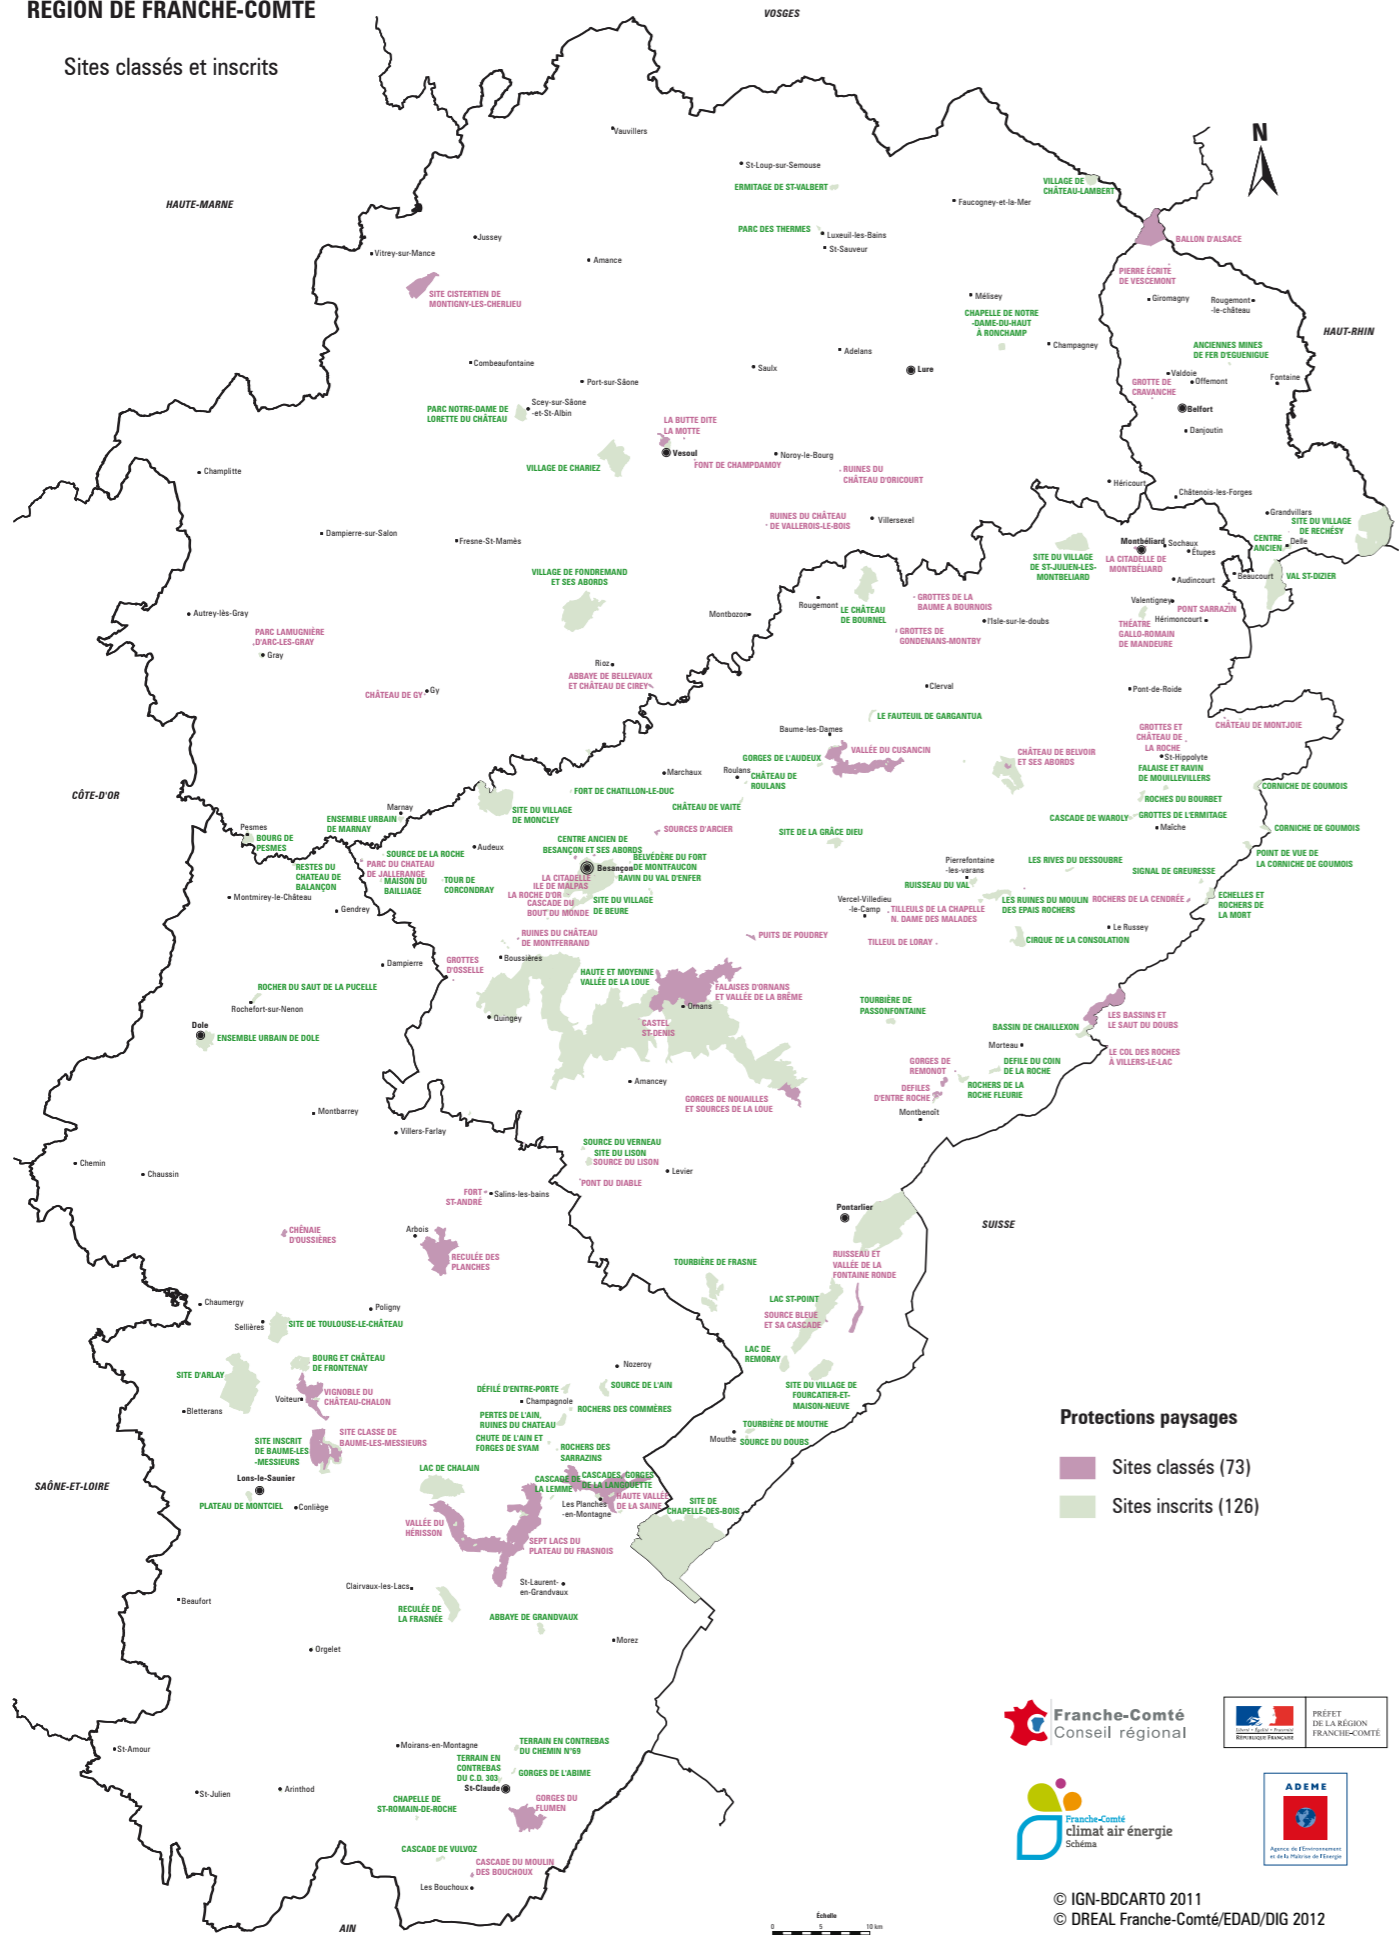 RÉGION DE FRANCHE-COMTÉ
Sites classés et inscrits
VOSGES
N
Vauvillers
St-Loup-sur-Semouse
ERMITAGE DE ST-VALBERT
VILLAGE DE
CHÂTEAU-LAMBERT
HAUTE-MARNE
Faucogney-et-la-Mer
PARC DES THERMES
Luxeuil-les-Bains
St-Sauveur
BALLON D'ALSACE
Jussey
Vitrey-sur-Mance
Amance
PIERRE ÉCRITE
DE VESCEMONT
SITE CISTERTIEN DE
MONTIGNY-LES-CHERLIEU
Mélisey
Giromagny
Rougemont
-le-château
CHAPELLE DE NOTRE
-DAME-DU-HAUT
À RONCHAMP
HAUT-RHIN
Champagney
ANCIENNES MINES
DE FER D'EGUENIGUE
Adelans
Combeaufontaine
Saulx
Lure
Valdoie
Offemont
Fontaine
Port-sur-Sâone
GROTTE DE
CRAVANCHE
Belfort
Danjoutin
PARC NOTRE-DAME DE
LORETTE DU CHÂTEAU
Scey-sur-Sâone
-et-St-Albin
LA BUTTE DITE
LA MOTTE
Vesoul
VILLAGE DE CHARIEZ
FONT DE CHAMPDAMOY
Noroy-le-Bourg
RUINES DU
CHÂTEAU D'ORICOURT
Champlitte
Héricourt
Châtenois-les-Forges
Grandvillars
SITE DU VILLAGE
DE RECHÉSY
RUINES DU CHÂTEAU
DE VALLEROIS-LE-BOIS
Villersexel
Dampierre-sur-Salon
Fresne-St-Mamès
Montbéliard
Sochaux
Étupes
CENTRE
ANCIEN
Delle
SITE DU VILLAGE
DE ST-JULIEN-LES-
MONTBELIARD
LA CITADELLE DE
MONTBÉLIARD
Audincourt
Beaucourt
VAL ST-DIZIER
VILLAGE DE FONDREMAND
ET SES ABORDS
Autrey-lès-Gray
Montbozon
Rougemont
LE CHÂTEAU
DE BOURNEL
GROTTES DE LA
BAUME A BOURNOIS
l'Isle-sur-le-doubs
Valentigney
PONT SARRAZIN
Hérimoncourt
THÉATRE
GALLO-ROMAIN
DE MANDEURE
PARC LAMUGNIÈRE
D'ARC-LES-GRAY
Gray
GROTTES DE
GONDENANS-MONTBY
Rioz
ABBAYE DE BELLEVAUX
ET CHÂTEAU DE CIREY
CHÂTEAU DE GY
Gy
Clerval
Pont-de-Roide
LE FAUTEUIL DE GARGANTUA
Baume-les-Dames
GROTTES ET
CHÂTEAU DE
LA ROCHE
CHÂTEAU DE MONTJOIE
GORGES DE L'AUDEUX
VALLÉE DU CUSANCIN
CHÂTEAU DE BELVOIR
ET SES ABORDS
St-Hippolyte
FALAISE ET RAVIN
DE MOUILLEVILLERS
Marchaux
Roulans
CHÂTEAU DE
ROULANS
CORNICHE DE GOUMOIS
CÔTE-D'OR
FORT DE CHATILLON-LE-DUC
CHÂTEAU DE VAITE
ROCHES DU BOURBET
CASCADE DE WAROLY
GROTTES DE L'ERMITAGE
Maîche
CORNICHE DE GOUMOIS
Marnay
ENSEMBLE URBAIN
DE MARNAY
SITE DU VILLAGE
DE MONCLEY
Pesmes
BOURG DE
PESMES
SOURCES D'ARCIER
SITE DE LA GRÂCE DIEU
CENTRE ANCIEN DE
BESANÇON ET SES ABORDS
Audeux
POINT DE VUE DE
LA CORNICHE DE GOUMOIS
SOURCE DE LA ROCHE
PARC DU CHATEAU
DE JALLERANGE
RESTES DU
CHATEAU DE
BALANÇON
MAISON DU
BAILLIAGE
TOUR DE
CORCONDRAY
BELVÉDÈRE DU FORT
DE MONTFAUCON
Besançon
RAVIN DU VAL D'ENFER
Pierrefontaine
-les-varans
LES RIVES DU DESSOUBRE
SIGNAL DE GREURESSE
RUISSEAU DU VAL
LA CITADELLE
ILE DE MALPAS
LA ROCHE D'OR
CASCADE DU
BOUT DU MONDE
SITE DU VILLAGE
DE BEURE
Montmirey-le-Château
Gendrey
Vercel-Villedieu
-le-Camp
TILLEULS DE LA CHAPELLE
N. DAME DES MALADES
LES RUINES DU MOULIN
DES EPAIS ROCHERS
ROCHERS DE LA CENDRÉE
ECHELLES ET
ROCHERS DE
LA MORT
Le Russey
RUINES DU CHÂTEAU
DE MONTFERRAND
PUITS DE POUDREY
TILLEUL DE LORAY
CIRQUE DE LA CONSOLATION
Dampierre
GROTTES
D'OSSELLE
Boussières
HAUTE ET MOYENNE
VALLÉE DE LA LOUE
FALAISES D'ORNANS
ET VALLÉE DE LA BRÊME
ROCHER DU SAUT DE LA PUCELLE
Rochefort-sur-Nenon
Ornans
TOURBIÈRE DE
PASSONFONTAINE
Quingey
CASTEL
ST-DENIS
LES BASSINS ET
LE SAUT DU DOUBS
Dole
ENSEMBLE URBAIN DE DOLE
BASSIN DE CHAILLEXON
Morteau
LE COL DES ROCHES
À VILLERS-LE-LAC
GORGES DE
REMONOT
DEFILE DU COIN
DE LA ROCHE
Amancey
DEFILES
D'ENTRE ROCHE
ROCHERS DE LA
ROCHE FLEURIE
GORGES DE NOUAILLES
ET SOURCES DE LA LOUE
Montbarrey
Montbenoît
Villers-Farlay
SOURCE DU VERNEAU
SITE DU LISON
SOURCE DU LISON
Chemin
Chaussin
Levier
PONT DU DIABLE
FORT
ST-ANDRÉ
Salins-les-bains
Pontarlier
SUISSE
CHÊNAIE
D'OUSSIÈRES
Arbois
RECULÉE DES
PLANCHES
RUISSEAU ET
VALLÉE DE LA
FONTAINE RONDE
TOURBIÈRE DE FRASNE
LAC ST-POINT
Chaumergy
Poligny
SOURCE BLEUE
ET SA CASCADE
Sellières
SITE DE TOULOUSE-LE-CHÂTEAU
LAC DE
REMORAY
BOURG ET CHÂTEAU
DE FRONTENAY
SITE D'ARLAY
Nozeroy
SITE DU VILLAGE DE
FOURCATIER-ET-
MAISON-NEUVE
DÉFILÉ D'ENTRE-PORTE
SOURCE DE L'AIN
Voiteur
VIGNOBLE DU
CHÂTEAU-CHALON
Champagnole
Bletterans
PERTES DE L'AIN,
RUINES DU CHATEAU
ROCHERS DES COMMÈRES
Protections paysages
TOURBIÈRE DE MOUTHE
Mouthe
SOURCE DU DOUBS
SITE INSCRIT
DE BAUME-LES
-MESSIEURS
SITE CLASSE DE
BAUME-LES-MESSIEURS
CHUTE DE L'AIN ET
FORGES DE SYAM
ROCHERS DES
SARRAZINS
Sites classés (73)
Lons-le-Saunier
LAC DE CHALAIN
CASCADE DE
LA LEMME
CASCADES, GORGES
DE LA LANGOUETTE
SAÔNE-ET-LOIRE
HAUTE VALLÉE
DE LA SAINE
Les Planches
-en-Montagne
SITE DE
CHAPELLE-DES-BOIS
Sites inscrits (126)
PLATEAU DE MONTCIEL
Conliège
VALLÉE DU
HÉRISSON
SEPT LACS DU
PLATEAU DU FRASNOIS
Clairvaux-les-Lacs
St-Laurent-
en-Grandvaux
Beaufort
RECULÉE DE
LA FRASNÉE
ABBAYE DE GRANDVAUX
Orgelet
Morez
Franche-Comté
Conseil régional
Liberté • Égalité • Fraternité
RÉPUBLIQUE FRANÇAISE
PRÉFET
DE LA RÉGION
FRANCHE-COMTÉ
St-Amour
Moirans-en-Montagne
TERRAIN EN CONTREBAS
DU CHEMIN N°69
TERRAIN EN
CONTREBAS
DU C.D. 303
GORGES DE L'ABIME
St-Julien
Arinthod
St-Claude
CHAPELLE DE
ST-ROMAIN-DE-ROCHE
GORGES DU
FLUMEN
Franche-Comté
climat air énergie
Schéma
ADEME
Agence de l'Environnement
et de la Maîtrise de l'Energie
CASCADE DE VULVOZ
CASCADE DU MOULIN
DES BOUCHOUX
Les Bouchoux
AIN
Échelle
0 5 10 km
© IGN-BDCARTO 2011
© DREAL Franche-Comté/EDAD/DIG 2012